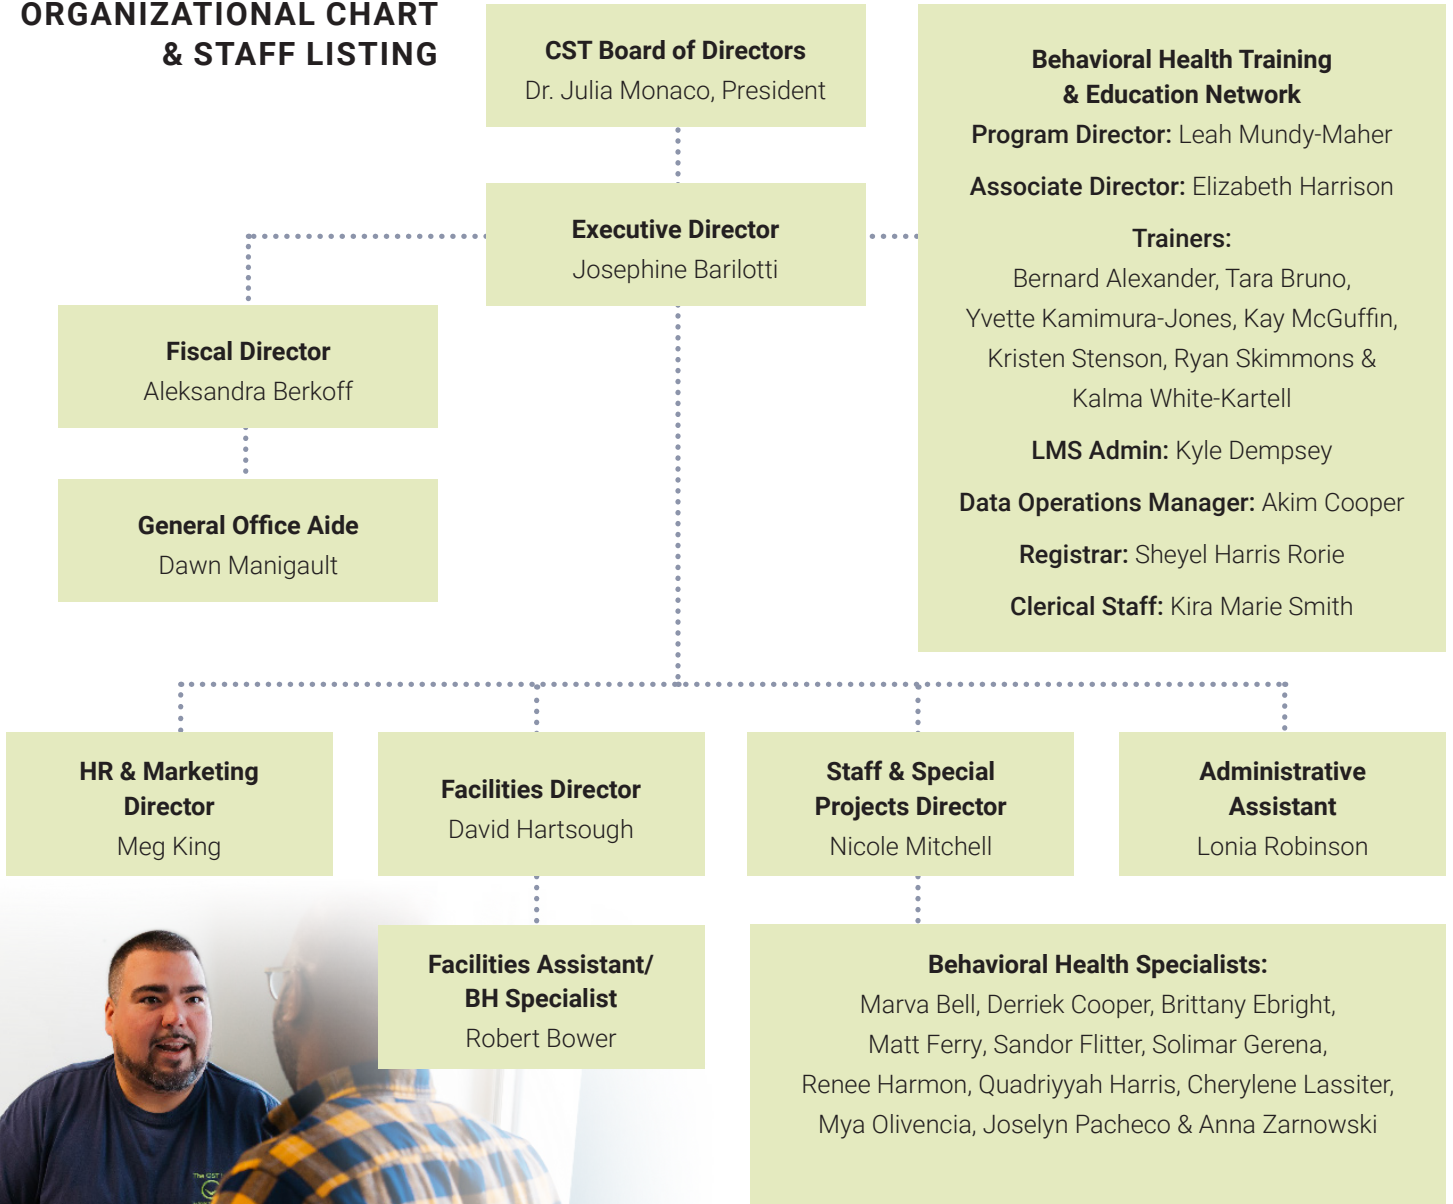 ORGANIZATIONAL CHART
& STAFF LISTING
CST Board of Directors
Dr. Julia Monaco, President
Executive Director
Josephine Barilotti
Behavioral Health Training
& Education Network
Program Director: Leah Mundy-Maher
Associate Director: Elizabeth Harrison
Trainers:
Bernard Alexander, Tara Bruno,
Yvette Kamimura-Jones, Kay McGuffin,
Kristen Stenson, Ryan Skimmons &
Kalma White-Kartell
LMS Admin: Kyle Dempsey
Data Operations Manager: Akim Cooper
Registrar: Sheyel Harris Rorie
Clerical Staff: Kira Marie Smith
Fiscal Director
Aleksandra Berkoff
General Office Aide
Dawn Manigault
HR & Marketing
Director
Meg King
Facilities Director
David Hartsough
Staff & Special
Projects Director
Nicole Mitchell
Administrative
Assistant
Lonia Robinson
Facilities Assistant/
BH Specialist
Robert Bower
Behavioral Health Specialists:
Marva Bell, Derriek Cooper, Brittany Ebright,
Matt Ferry, Sandor Flitter, Solimar Gerena,
Renee Harmon, Quadriyyah Harris, Cherylene Lassiter,
Mya Olivencia, Joselyn Pacheco & Anna Zarnowski
The CST